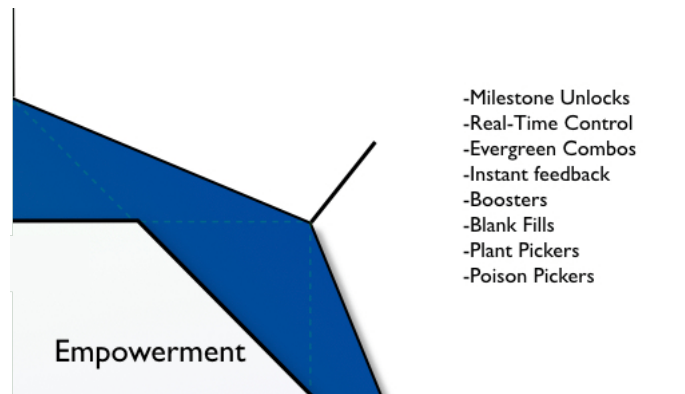 -Milestone Unlocks
-Real-Time Control
-Evergreen Combos
-Instant feedback
-Boosters
-Blank Fills
-Plant Pickers
-Poison Pickers
Empowerment